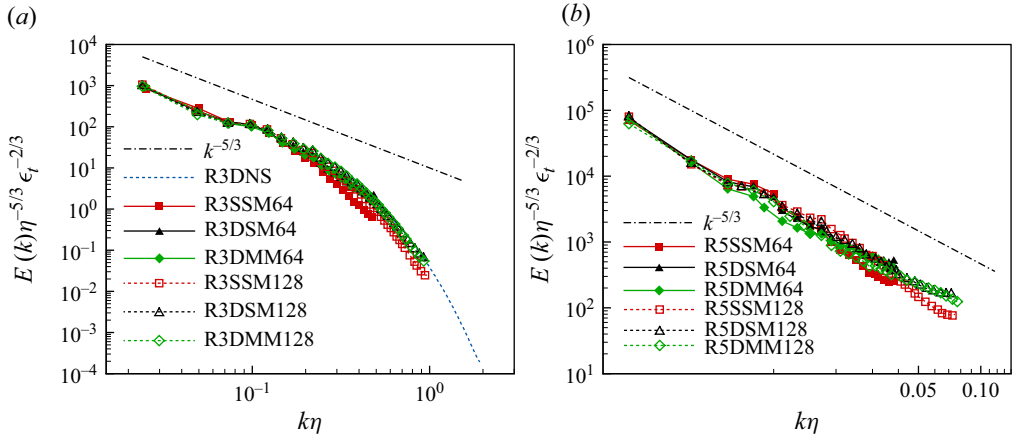 (a)
10^4
10^3
10^2
10^1
10^0
10^-1
10^-2
10^-3
10^-4
E(k)η^-5/3 ϵ_t^-2/3
k^-5/3
R3DNS
R3SSM64
R3DSM64
R3DMM64
R3SSM128
R3DSM128
R3DMM128
10^-1
10^0
kη
(b)
10^6
10^5
10^4
10^3
10^2
10^1
E(k)η^-5/3 ϵ_t^-2/3
k^-5/3
R5SSM64
R5DSM64
R5DMM64
R5SSM128
R5DSM128
R5DMM128
0.05
0.10
kη